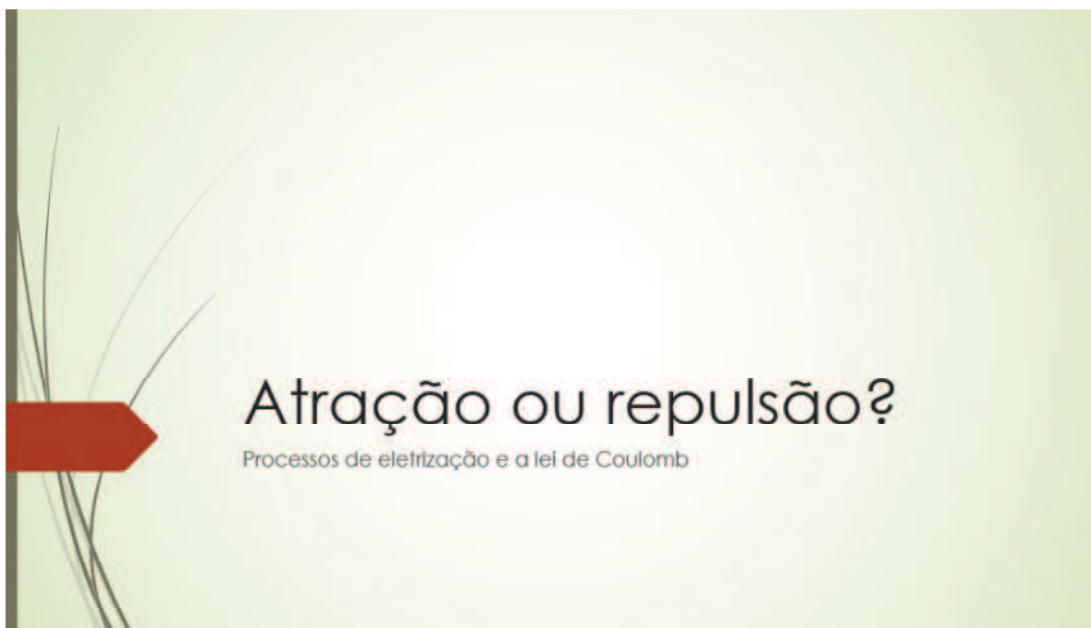 Atração ou repulsão?
Processos de eletrização e a lei de Coulomb